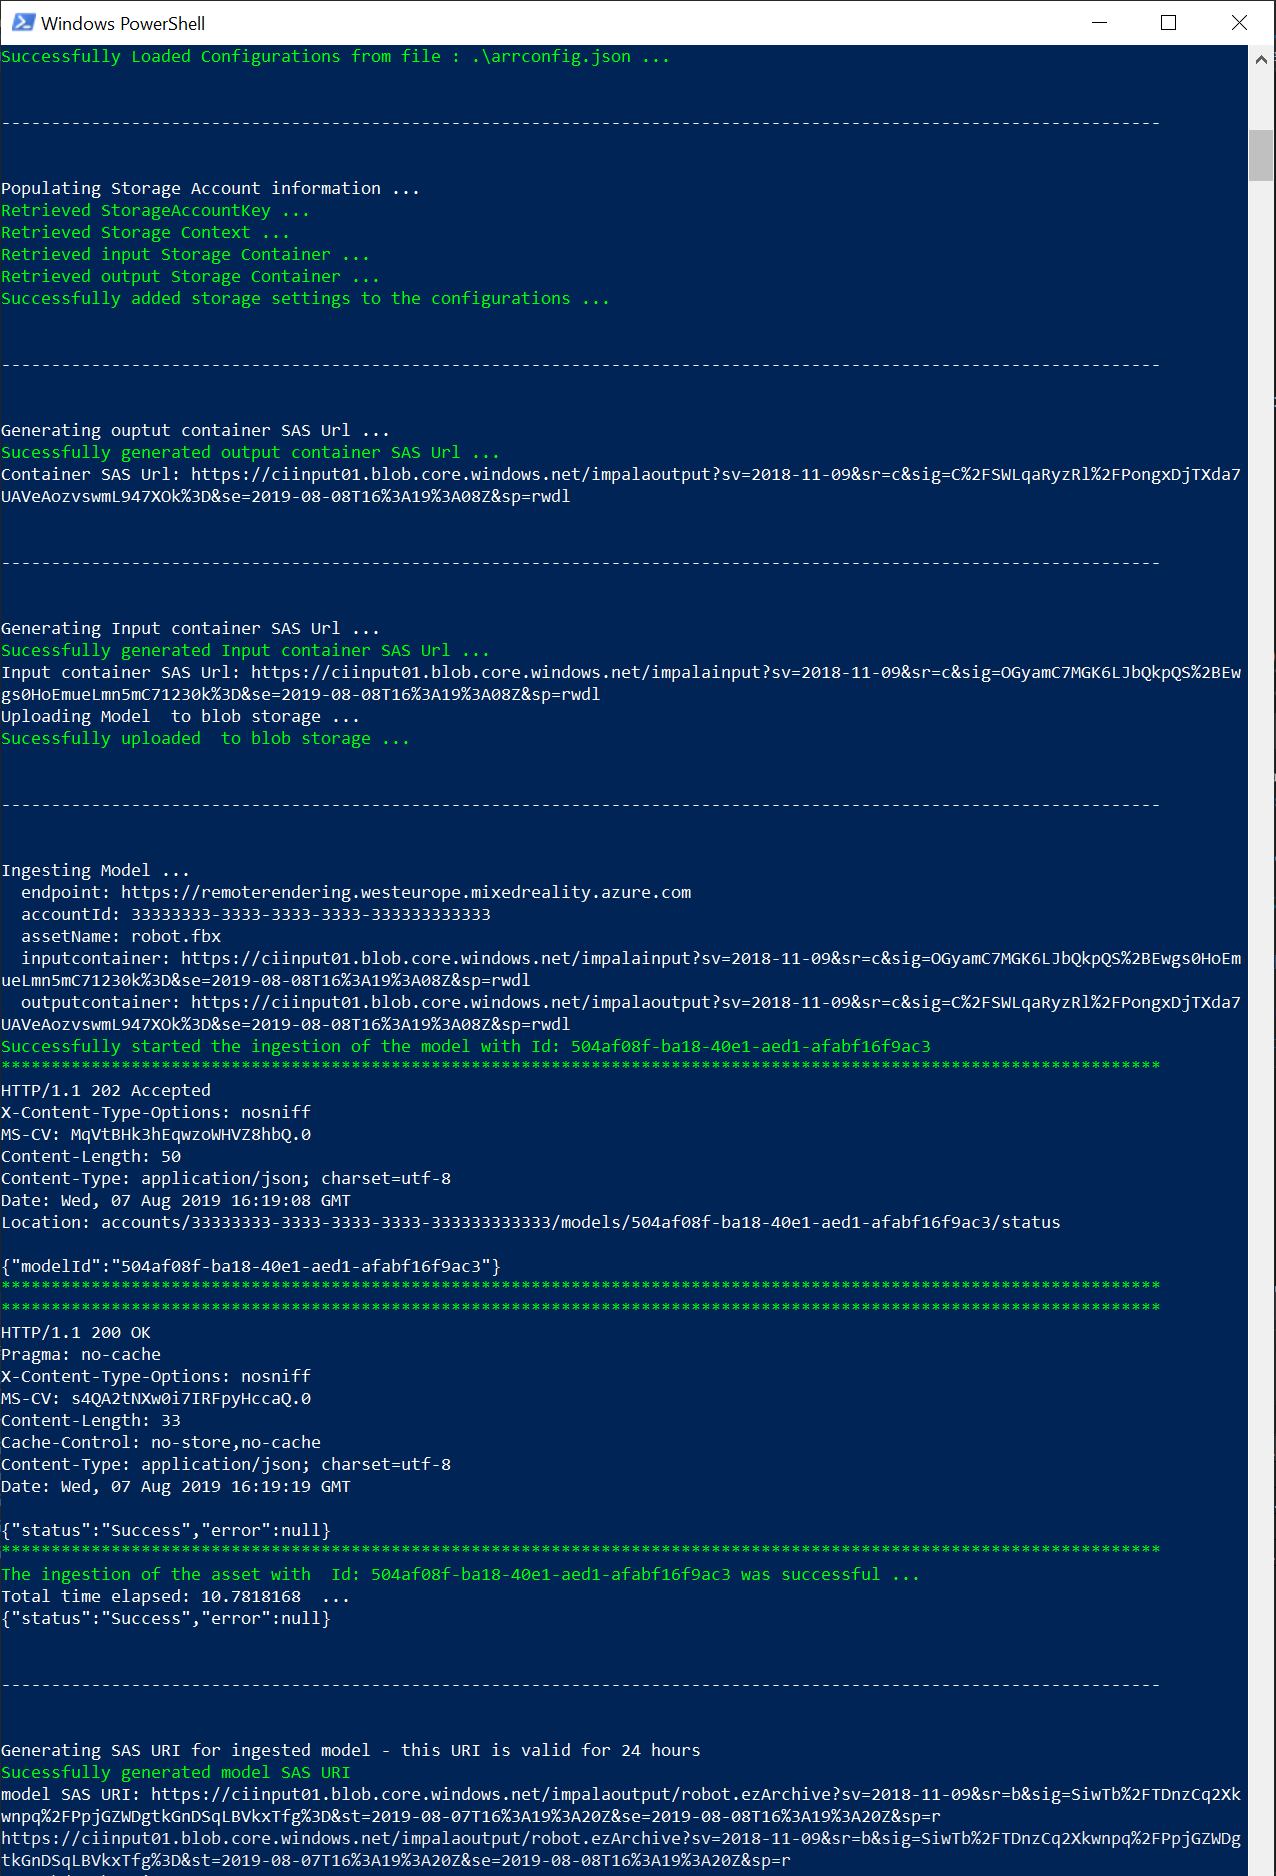 Windows PowerShell
Successfully Loaded Configurations from file : .\arrconfig.json ...
--------------------------------------------------------------------------------------------------------------------
Populating Storage Account information ...
Retrieved StorageAccountKey ...
Retrieved Storage Context ...
Retrieved input Storage Container ...
Retrieved output Storage Container ...
Successfully added storage settings to the configurations ...
--------------------------------------------------------------------------------------------------------------------
Generating ouptut container SAS Url ...
Sucessfully generated output container SAS Url ...
Container SAS Url: https://ciinput01.blob.core.windows.net/impalaoutput?sv=2018-11-09&sr=c&sig=C%2FSWLqaRyzRl%2FPongxDjTXda7
UAVeAozvswmL947XOk%3D&se=2019-08-08T16%3A19%3A08Z&sp=rwdl
--------------------------------------------------------------------------------------------------------------------
Generating Input container SAS Url ...
Sucessfully generated Input container SAS Url ...
Input container SAS Url: https://ciinput01.blob.core.windows.net/impalainput?sv=2018-11-09&sr=c&sig=OGyamC7MGK6LJbQkpQS%2BEw
gs0HoEmueLmn5mC71230k%3D&se=2019-08-08T16%3A19%3A08Z&sp=rwdl
Uploading Model  to blob storage ...
Sucessfully uploaded  to blob storage ...
--------------------------------------------------------------------------------------------------------------------
Ingesting Model ...
  endpoint: https://remoterendering.westeurope.mixedreality.azure.com
  accountId: 33333333-3333-3333-3333-333333333333
  assetName: robot.fbx
  inputcontainer: https://ciinput01.blob.core.windows.net/impalainput?sv=2018-11-09&sr=c&sig=OGyamC7MGK6LJbQkpQS%2BEwgs0HoEm
ueLmn5mC71230k%3D&se=2019-08-08T16%3A19%3A08Z&sp=rwdl
  outputcontainer: https://ciinput01.blob.core.windows.net/impalaoutput?sv=2018-11-09&sr=c&sig=C%2FSWLqaRyzRl%2FPongxDjTXda7
UAVeAozvswmL947XOk%3D&se=2019-08-08T16%3A19%3A08Z&sp=rwdl
Successfully started the ingestion of the model with Id: 504af08f-ba18-40e1-aed1-afabf16f9ac3
********************************************************************************************************************
HTTP/1.1 202 Accepted
X-Content-Type-Options: nosniff
MS-CV: MqVtBHk3hEqwzoWHVZ8hbQ.0
Content-Length: 50
Content-Type: application/json; charset=utf-8
Date: Wed, 07 Aug 2019 16:19:08 GMT
Location: accounts/33333333-3333-3333-3333-333333333333/models/504af08f-ba18-40e1-aed1-afabf16f9ac3/status
{"modelId":"504af08f-ba18-40e1-aed1-afabf16f9ac3"}
********************************************************************************************************************
********************************************************************************************************************
HTTP/1.1 200 OK
Pragma: no-cache
X-Content-Type-Options: nosniff
MS-CV: s4QA2tNXw0i7IRFpyHccaQ.0
Content-Length: 33
Cache-Control: no-store,no-cache
Content-Type: application/json; charset=utf-8
Date: Wed, 07 Aug 2019 16:19:19 GMT
{"status":"Success","error":null}
********************************************************************************************************************
The ingestion of the asset with  Id: 504af08f-ba18-40e1-aed1-afabf16f9ac3 was successful ...
Total time elapsed: 10.7818168  ...
{"status":"Success","error":null}
--------------------------------------------------------------------------------------------------------------------
Generating SAS URI for ingested model - this URI is valid for 24 hours
Sucessfully generated model SAS URI
model SAS URI: https://ciinput01.blob.core.windows.net/impalaoutput/robot.ezArchive?sv=2018-11-09&sr=b&sig=SiwTb%2FTDnzCq2Xk
wnpq%2FPpjGZWDgtkGnDSqLBVkxTfg%3D&st=2019-08-07T16%3A19%3A20Z&se=2019-08-08T16%3A19%3A20Z&sp=r
https://ciinput01.blob.core.windows.net/impalaoutput/robot.ezArchive?sv=2018-11-09&sr=b&sig=SiwTb%2FTDnzCq2Xkwnpq%2FPpjGZWDg
tkGnDSqLBVkxTfg%3D&st=2019-08-07T16%3A19%3A20Z&se=2019-08-08T16%3A19%3A20Z&sp=r